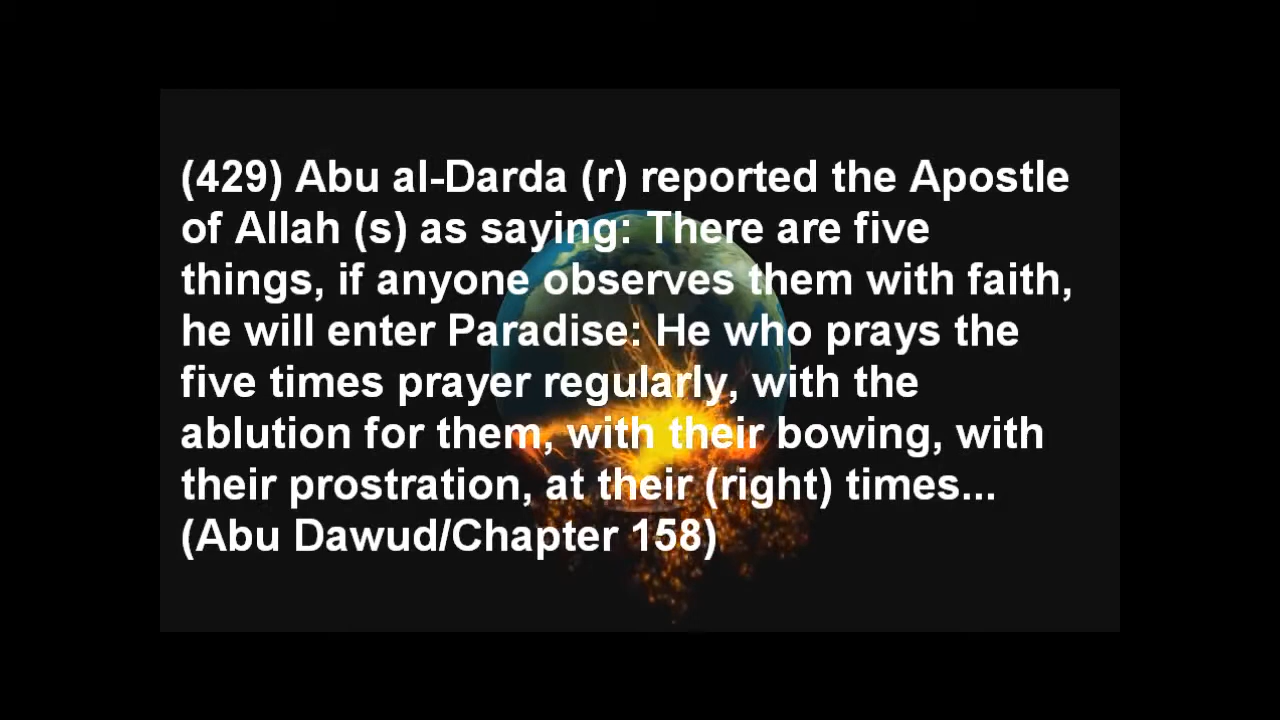 (429) Abu al-Darda (r) reported the Apostle
of Allah (s) as saying: There are five
things, if anyone observes them with faith,
he will enter Paradise: He who prays the
five times prayer regularly, with the
ablution for them, with their bowing, with
their prostration, at their (right) times...
(Abu Dawud/Chapter 158)